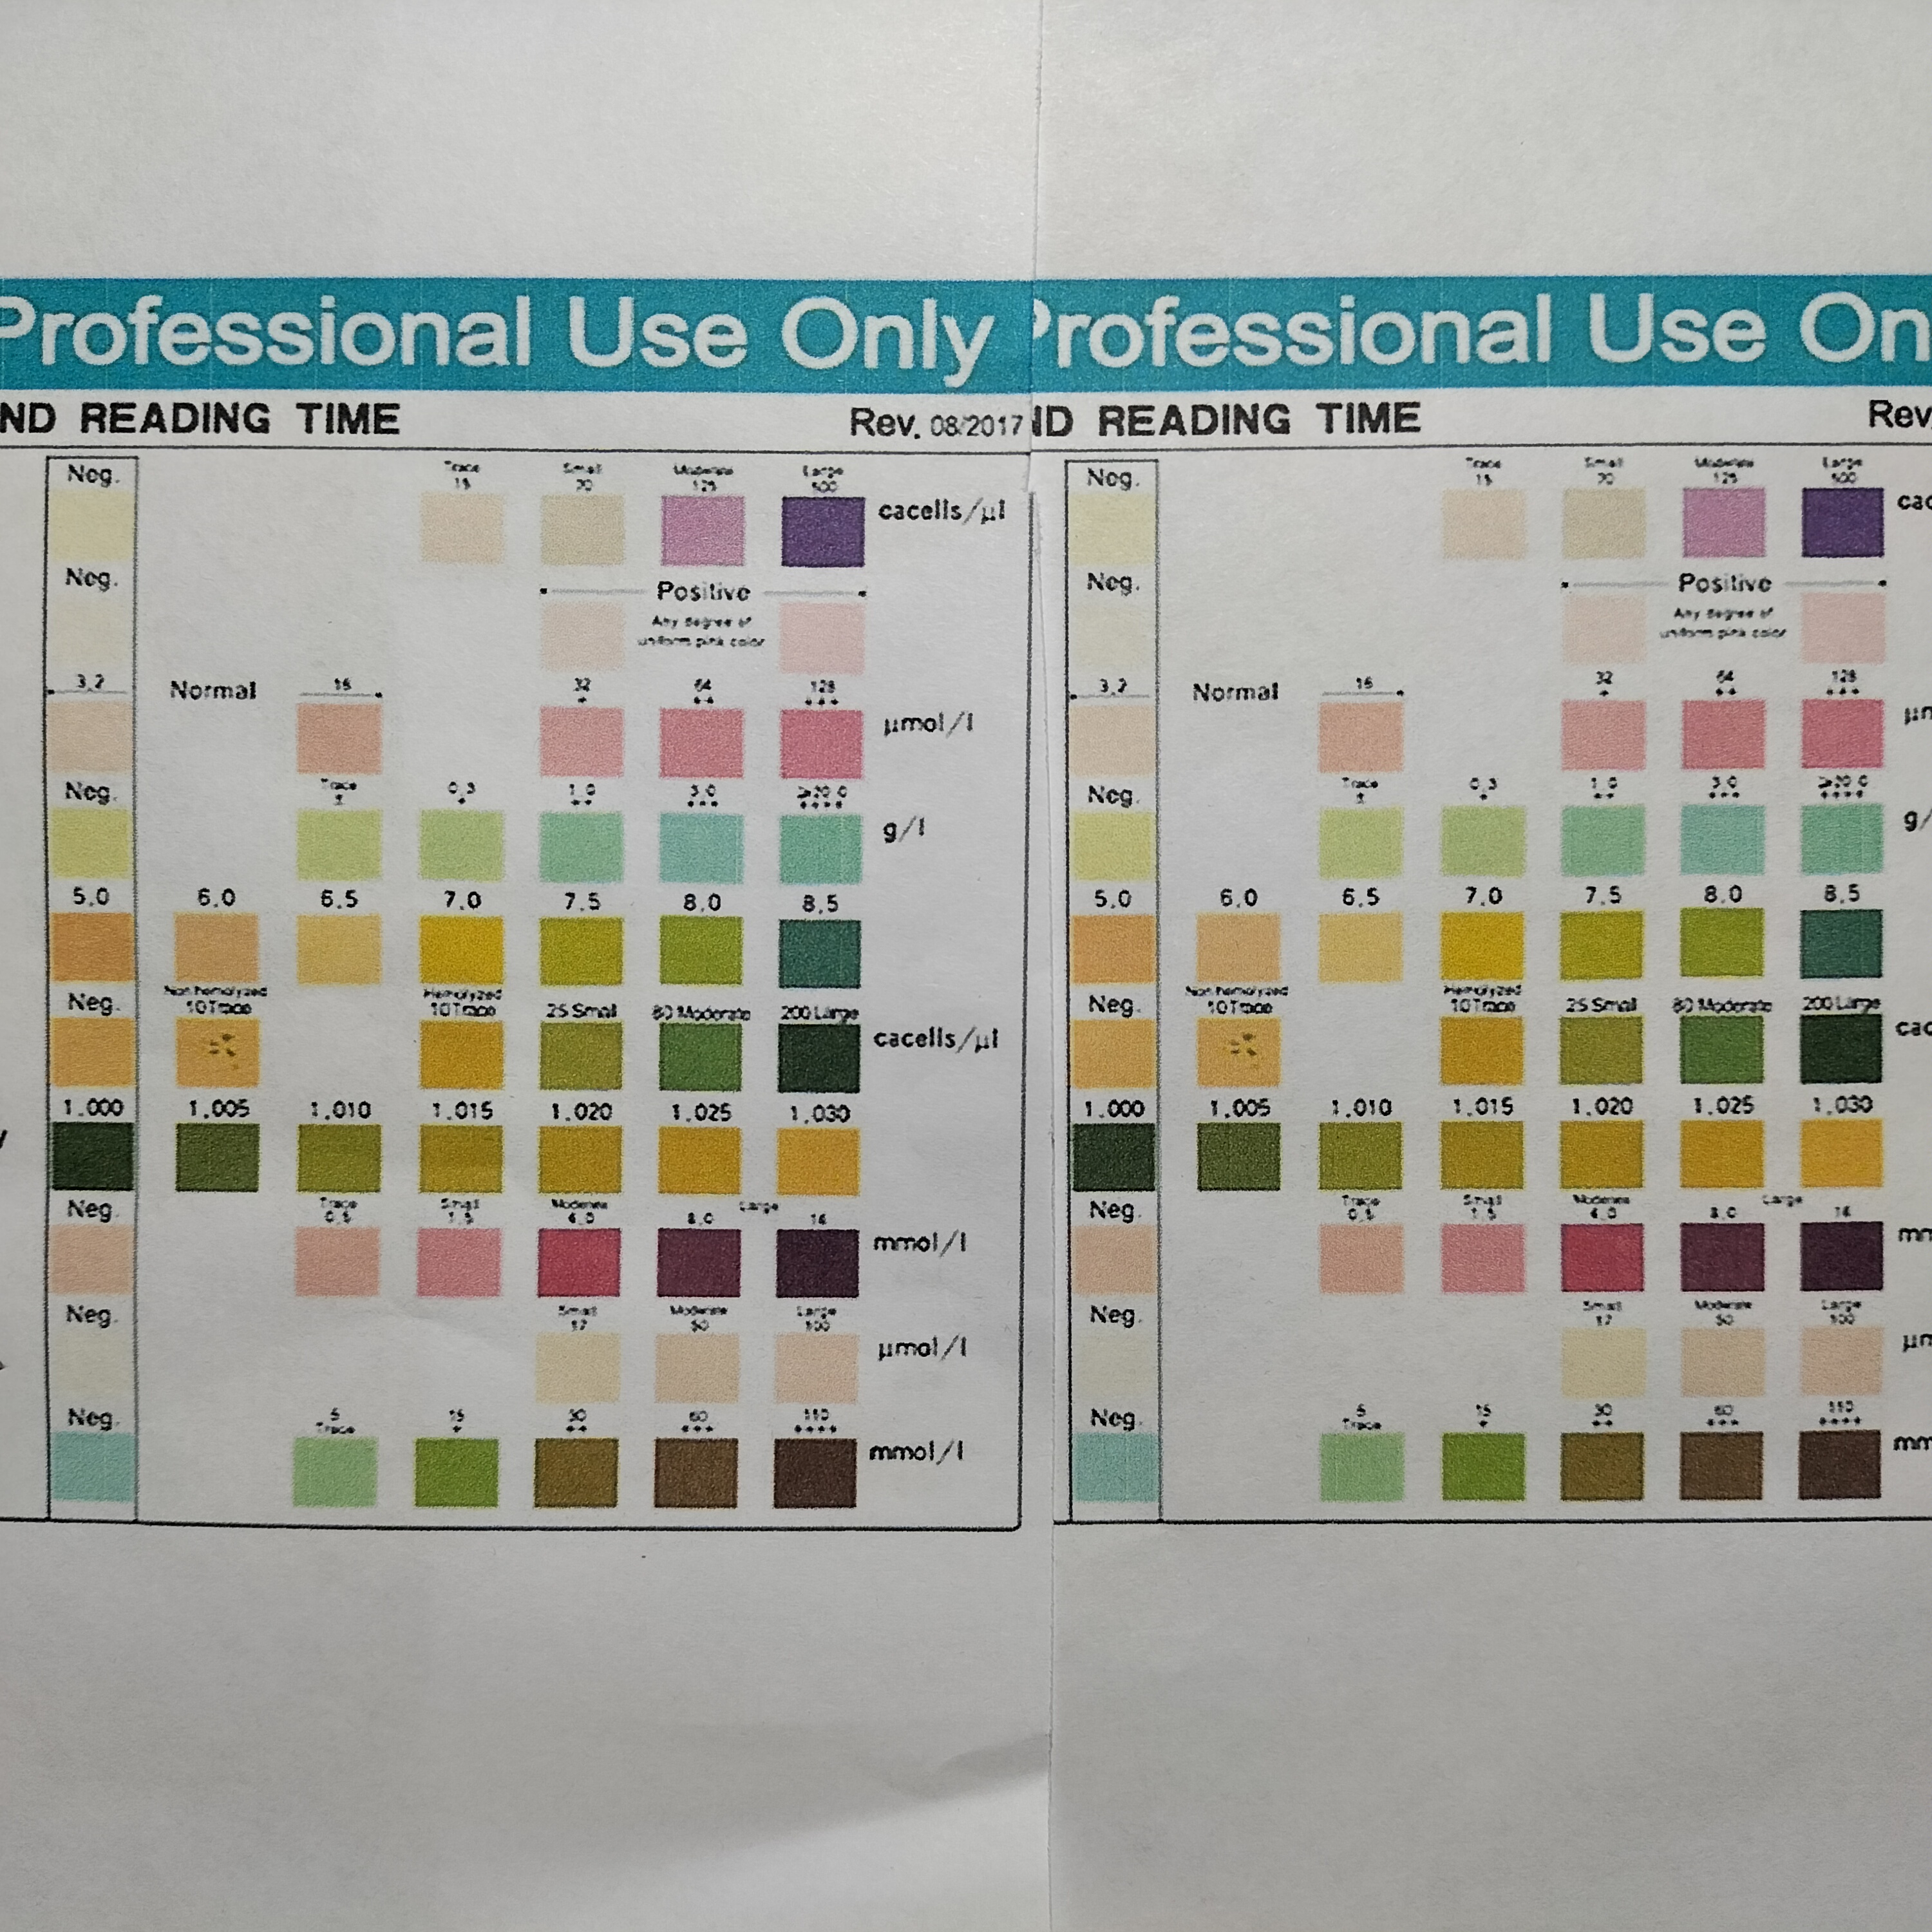 Professional Use Only
ND READING TIME
Rev. 08/2017
Neg.
Trace Small Moderate Large
15 70 125 500
cacells/µl
Neg.
Positive
Any degree of
uniform pink color
3.2 Normal 16 32 64 128
+ ++ +++
µmol/l
Neg.
Trace 0.3 1.0 3.0 ≥20.0
± + ++ +++ ++++
g/l
5.0 6.0 6.5 7.0 7.5 8.0 8.5
Neg.
Non hemolyzed Hemolyzed
10 Trace 10 Trace 25 Small 80 Moderate 200 Large
cacells/µl
1.000 1.005 1.010 1.015 1.020 1.025 1.030
Neg.
Trace Small Moderate Large
0.5 1.5 4.0 8.0 16
mmol/l
Neg.
Small Moderate Large
17 50 100
µmol/l
Neg.
5 15 30 60 110
Trace + ++ +++ ++++
mmol/l
Professional Use On
ND READING TIME
Rev.
Neg.
Trace Small Moderate Large
15 70 125 500
cac
Neg.
Positive
Any degree of
uniform pink color
3.2 Normal 16 32 64 128
+ ++ +++
µm
Neg.
Trace 0.3 1.0 3.0 ≥20.0
± + ++ +++ ++++
g/
5.0 6.0 6.5 7.0 7.5 8.0 8.5
Neg.
Non hemolyzed Hemolyzed
10 Trace 10 Trace 25 Small 80 Moderate 200 Large
cac
1.000 1.005 1.010 1.015 1.020 1.025 1.030
Neg.
Trace Small Moderate Large
0.5 1.5 4.0 8.0 16
mm
Neg.
Small Moderate Large
17 50 100
µm
Neg.
5 15 30 60 110
Trace + ++ +++ ++++
mm